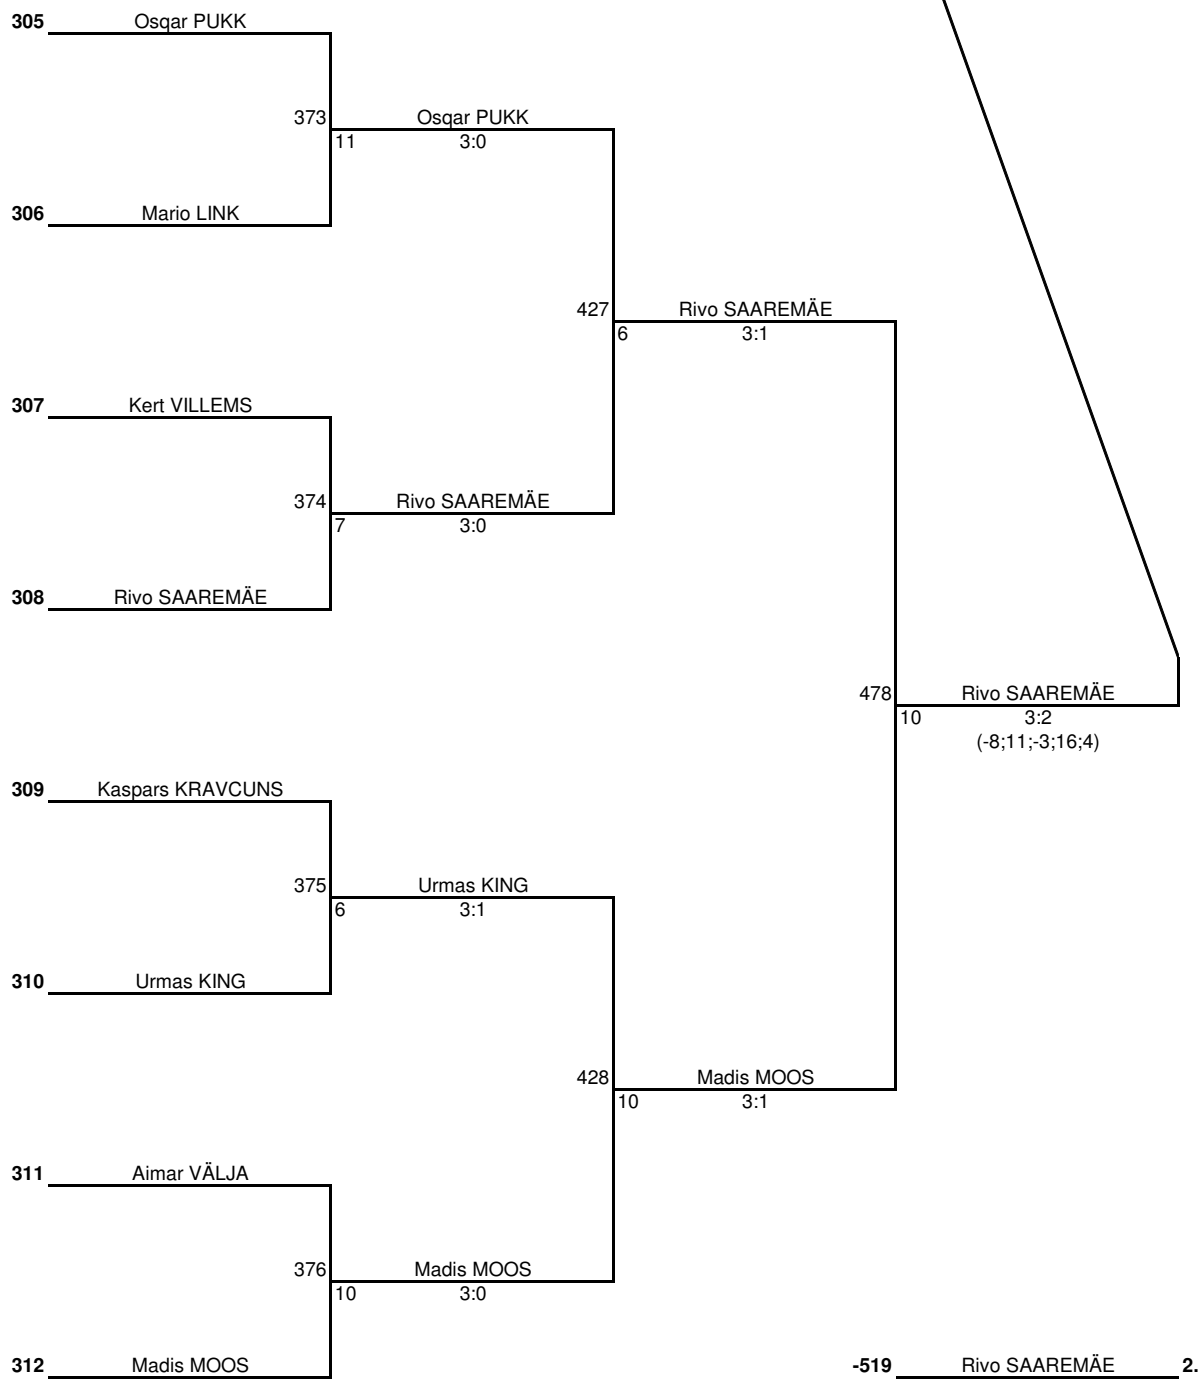 305 Osqar PUKK
373 Osqar PUKK
11 3:0
306 Mario LINK
427 Rivo SAAREMÄE
6 3:1
307 Kert VILLEMS
374 Rivo SAAREMÄE
7 3:0
308 Rivo SAAREMÄE
478 Rivo SAAREMÄE
10 3:2
(-8;11;-3;16;4)
309 Kaspars KRAVCUNS
375 Urmas KING
6 3:1
310 Urmas KING
428 Madis MOOS
10 3:1
311 Aimar VÄLJA
376 Madis MOOS
10 3:0
312 Madis MOOS
-519 Rivo SAAREMÄE 2.